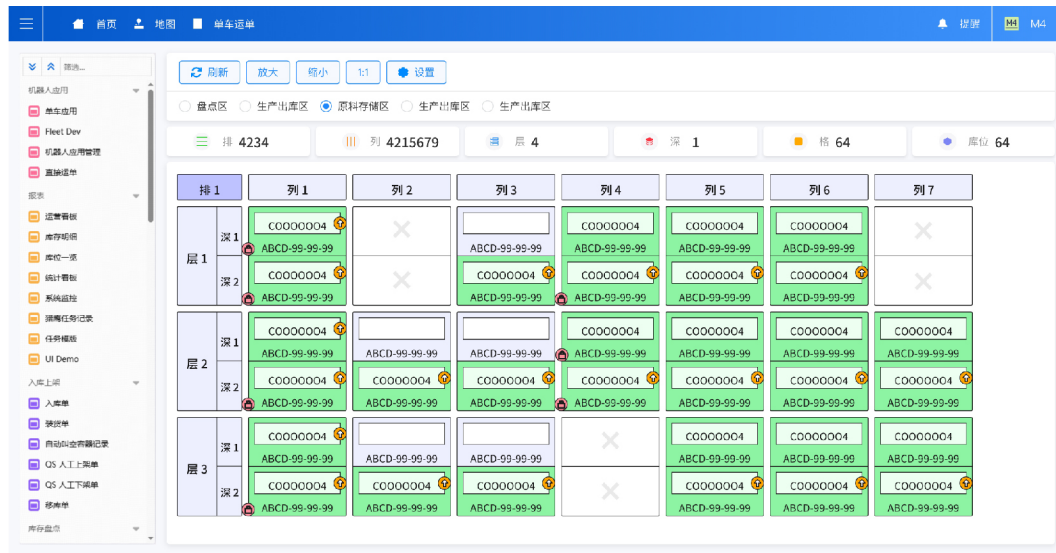 首页 地图 单车运单 提醒 M4 M4
筛选...
机器人应用
单车应用
Fleet Dev
机器人应用管理
直接运单
报表
运营看板
库存明细
库位一览
统计看板
系统监控
猎鹰任务记录
任务模版
UI Demo
入库上架
入库单
装货单
自动叫空容器记录
QS 人工上架单
QS 人工下架单
移库单
库存盘点
刷新 放大 缩小 1:1 设置
盘点区 生产出库区 原料存储区 生产出库区 生产出库区
排 4234 列 4215679 层 4 深 1 格 64 库位 64
排 1 列 1 列 2 列 3 列 4 列 5 列 6 列 7
层 1
深 1
C0000004 C0000004 C0000004 C0000004
ABCD-99-99-99 ABCD-99-99-99 ABCD-99-99-99 ABCD-99-99-99 ABCD-99-99-99
深 2
C0000004 C0000004 C0000004 C0000004 C0000004
ABCD-99-99-99 ABCD-99-99-99 ABCD-99-99-99 ABCD-99-99-99 ABCD-99-99-99
层 2
深 1
C0000004 C0000004 C0000004 C0000004 C0000004
ABCD-99-99-99 ABCD-99-99-99 ABCD-99-99-99 ABCD-99-99-99 ABCD-99-99-99 ABCD-99-99-99 ABCD-99-99-99
深 2
C0000004 C0000004 C0000004 C0000004 C0000004 C0000004 C0000004
ABCD-99-99-99 ABCD-99-99-99 ABCD-99-99-99 ABCD-99-99-99 ABCD-99-99-99 ABCD-99-99-99 ABCD-99-99-99
层 3
深 1
C0000004 C0000004 C0000004 C0000004
ABCD-99-99-99 ABCD-99-99-99 ABCD-99-99-99 ABCD-99-99-99 ABCD-99-99-99 ABCD-99-99-99
深 2
C0000004 C0000004 C0000004 C0000004 C0000004 C0000004
ABCD-99-99-99 ABCD-99-99-99 ABCD-99-99-99 ABCD-99-99-99 ABCD-99-99-99 ABCD-99-99-99